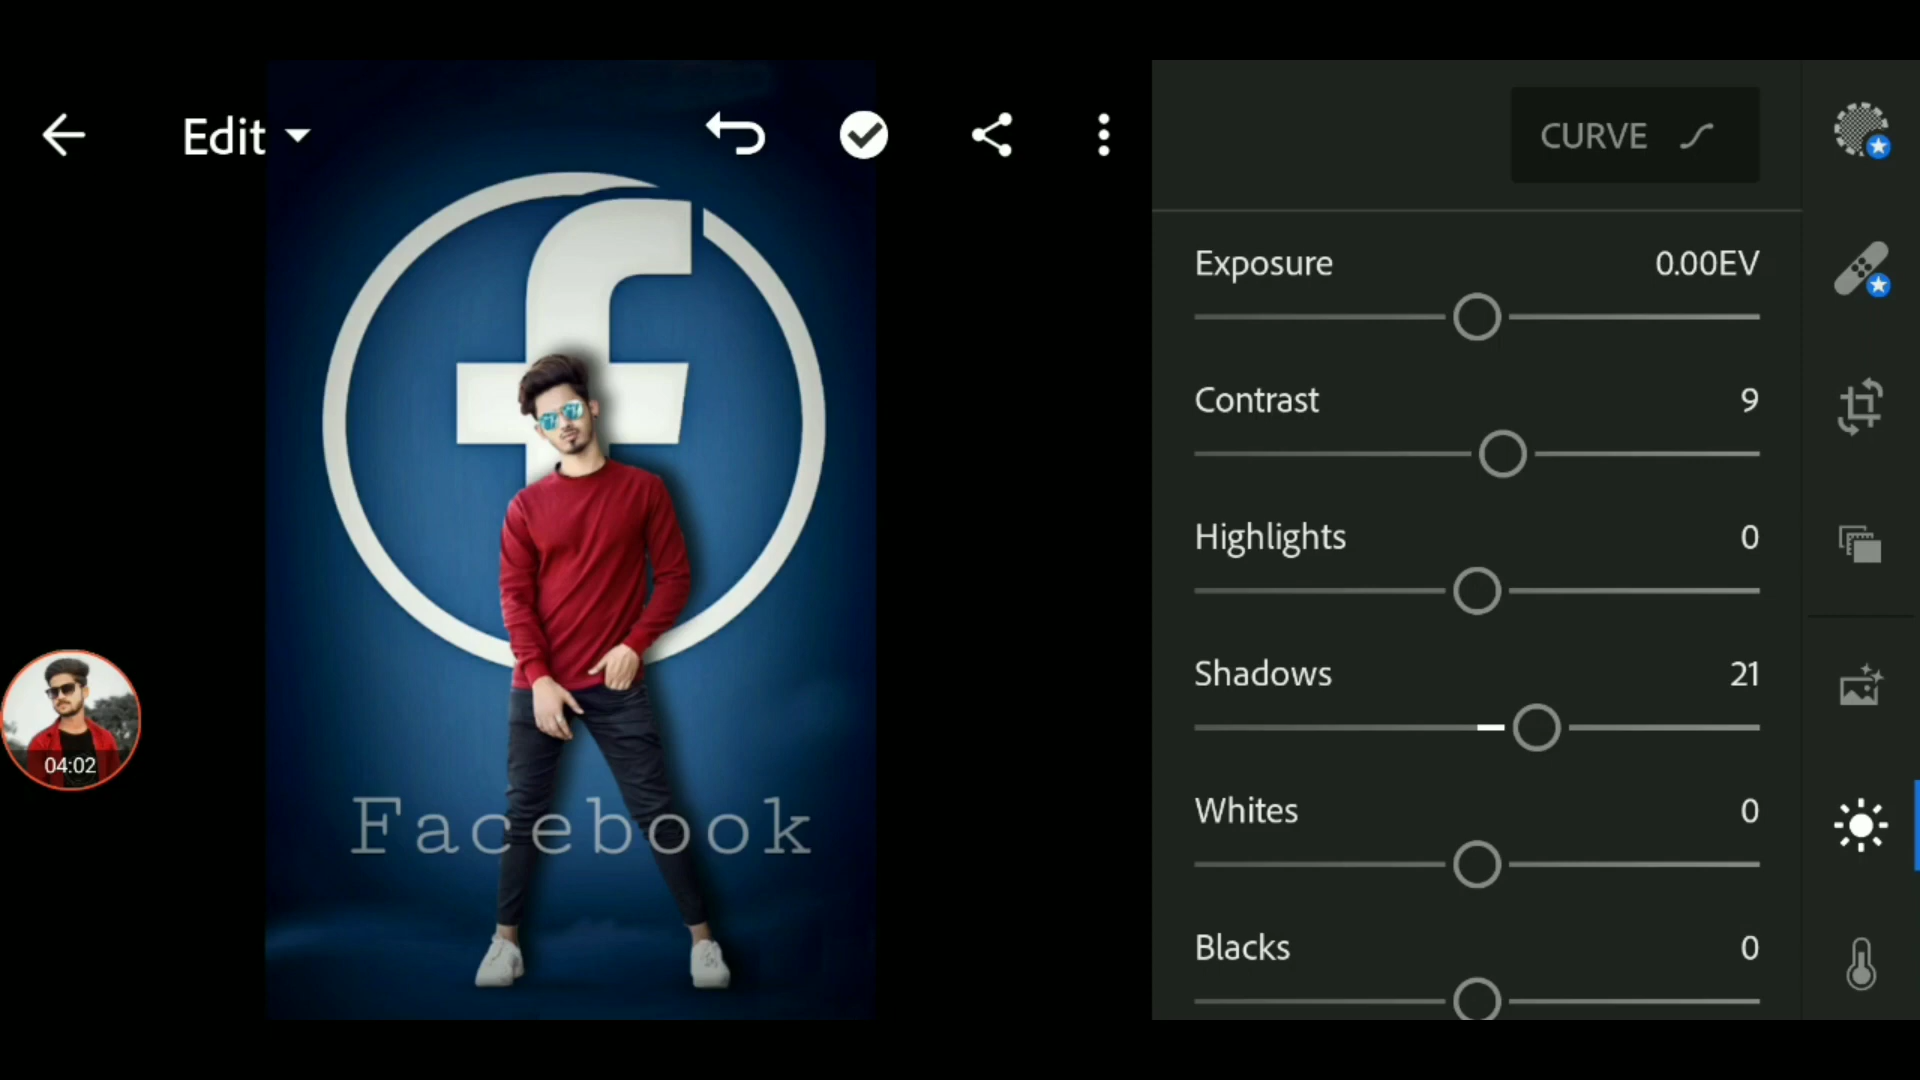 Edit
CURVE
Exposure 0.00EV
Contrast 9
Highlights 0
Shadows 21
Whites 0
Blacks 0
f
Facebook
04:02